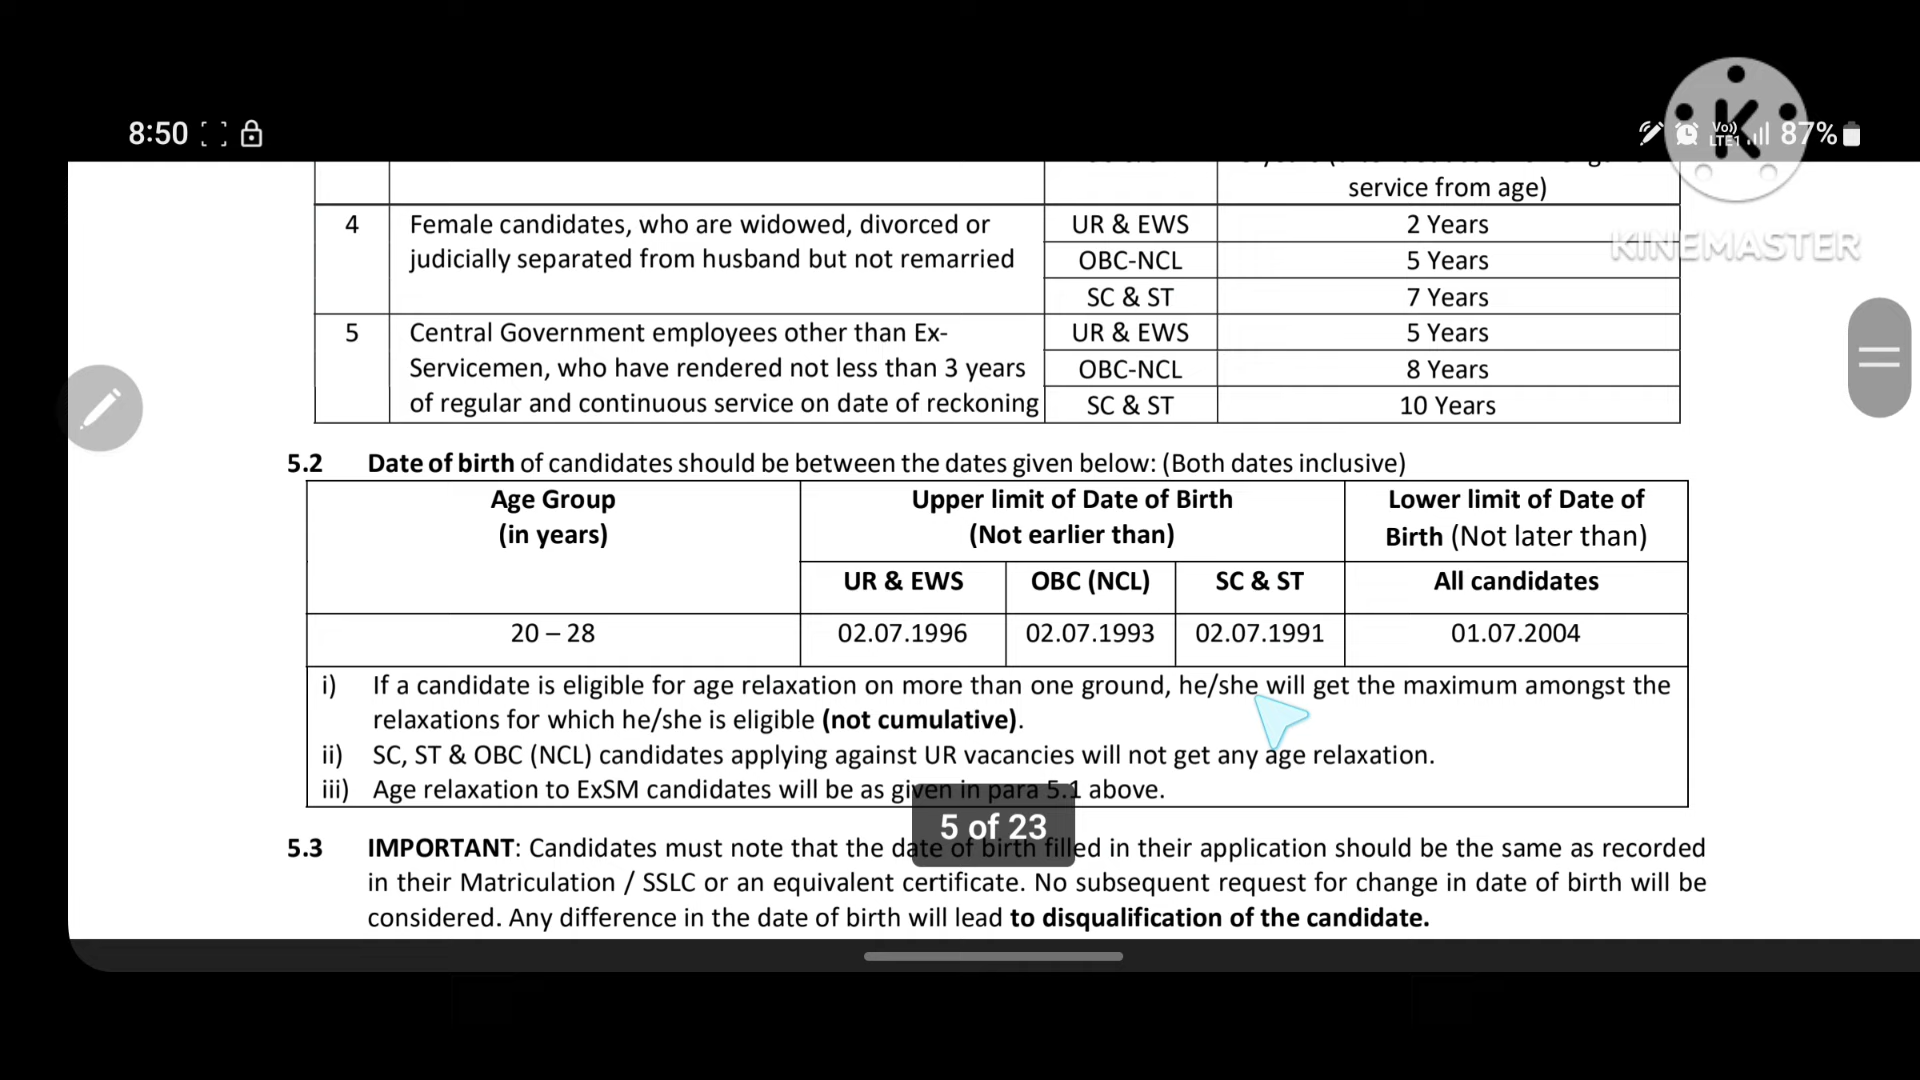 8:50
Vo)) LTE1 87%
KINEMASTER
service from age)
4 Female candidates, who are widowed, divorced or judicially separated from husband but not remarried
UR & EWS 2 Years
OBC-NCL 5 Years
SC & ST 7 Years
5 Central Government employees other than Ex-
Servicemen, who have rendered not less than 3 years
of regular and continuous service on date of reckoning
UR & EWS 5 Years
OBC-NCL 8 Years
SC & ST 10 Years
5.2 Date of birth of candidates should be between the dates given below: (Both dates inclusive)
Age Group
(in years)
Upper limit of Date of Birth
(Not earlier than)
Lower limit of Date of
Birth (Not later than)
UR & EWS OBC (NCL) SC & ST All candidates
20 – 28 02.07.1996 02.07.1993 02.07.1991 01.07.2004
i) If a candidate is eligible for age relaxation on more than one ground, he/she will get the maximum amongst the
relaxations for which he/she is eligible (not cumulative).
ii) SC, ST & OBC (NCL) candidates applying against UR vacancies will not get any age relaxation.
iii) Age relaxation to ExSM candidates will be as given in para 5.1 above.
5 of 23
5.3 IMPORTANT: Candidates must note that the date of birth filled in their application should be the same as recorded
in their Matriculation / SSLC or an equivalent certificate. No subsequent request for change in date of birth will be
considered. Any difference in the date of birth will lead to disqualification of the candidate.